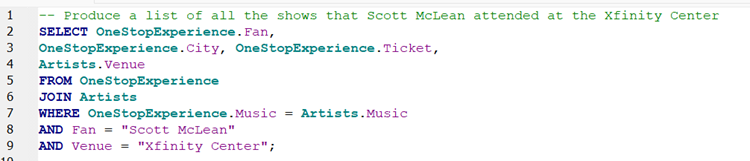 1 -- Produce a list of all the shows that Scott McLean attended at the Xfinity Center
2 SELECT OneStopExperience.Fan,
3 OneStopExperience.City, OneStopExperience.Ticket,
4 Artists.Venue
5 FROM OneStopExperience
6 JOIN Artists
7 WHERE OneStopExperience.Music = Artists.Music
8 AND Fan = "Scott McLean"
9 AND Venue = "Xfinity Center";